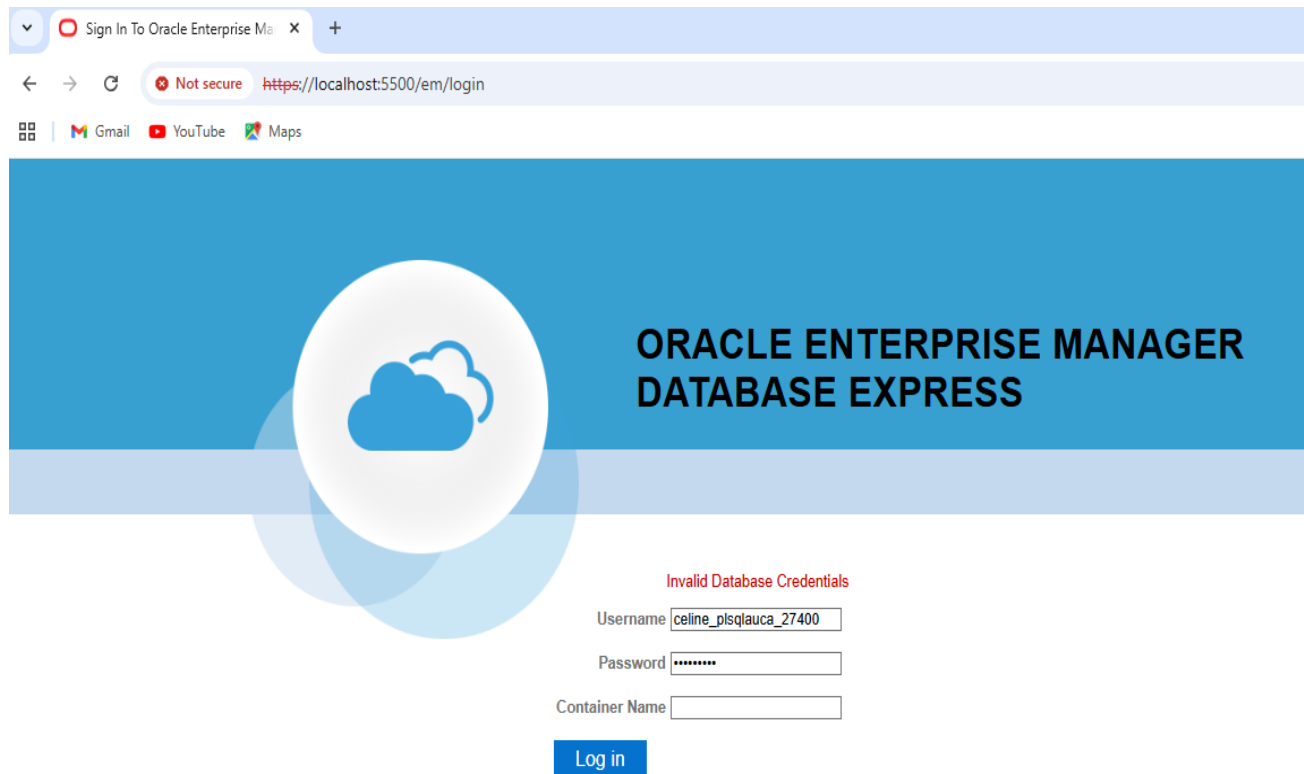 Sign In To Oracle Enterprise Ma
Not secure https://localhost:5500/em/login
Gmail YouTube Maps
ORACLE ENTERPRISE MANAGER
DATABASE EXPRESS
Invalid Database Credentials
Username celine_plsqlauca_27400
Password •••••••••
Container Name
Log in